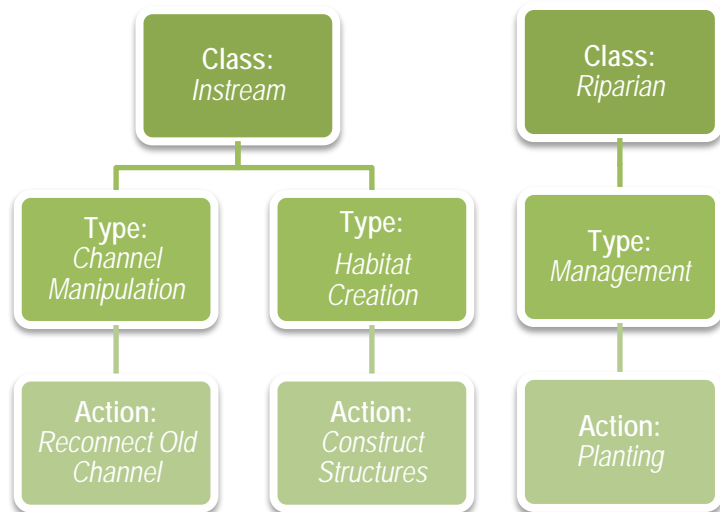 Class:
Instream
Class:
Riparian
Type:
Channel
Manipulation
Type:
Habitat
Creation
Type:
Management
Action:
Reconnect Old
Channel
Action:
Construct
Structures
Action:
Planting